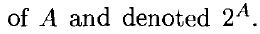 of A and denoted 2^A.